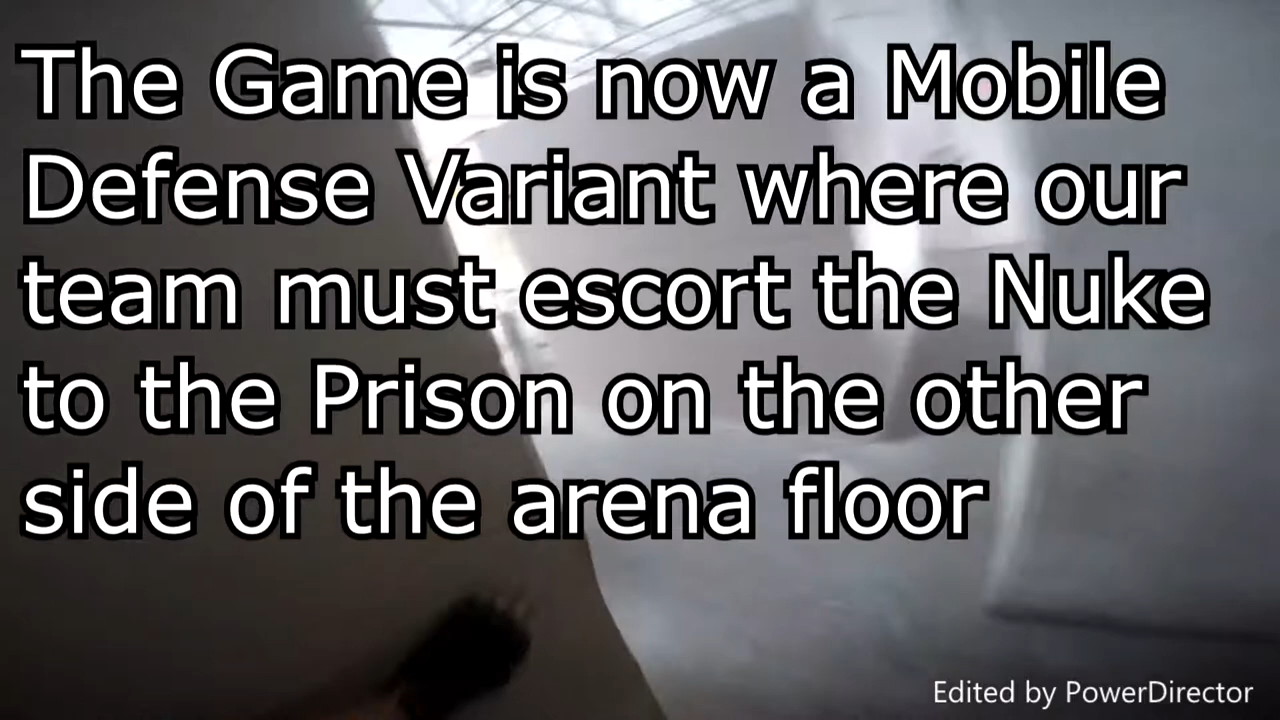 The Game is now a Mobile
Defense Variant where our
team must escort the Nuke
to the Prison on the other
side of the arena floor
Edited by PowerDirector